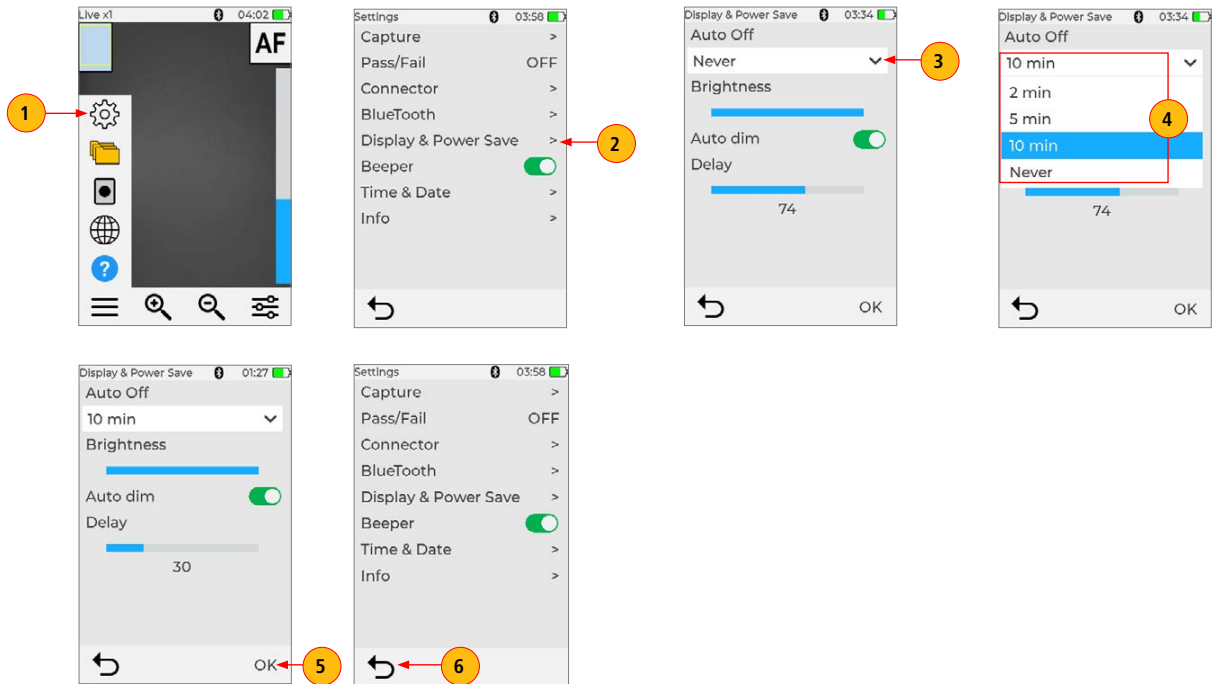 Live x1 04:02
AF
1
?
Settings 03:58
Capture >
Pass/Fail OFF
Connector >
BlueTooth >
Display & Power Save >
2
Beeper
Time & Date >
Info >
Display & Power Save 03:34
Auto Off
Never
3
Brightness
Auto dim
Delay
74
OK
Display & Power Save 03:34
Auto Off
10 min
2 min
5 min
4
10 min
Never
74
OK
Display & Power Save 01:27
Auto Off
10 min
Brightness
Auto dim
Delay
30
OK
5
Settings 03:58
Capture >
Pass/Fail OFF
Connector >
BlueTooth >
Display & Power Save >
Beeper
Time & Date >
Info >
6